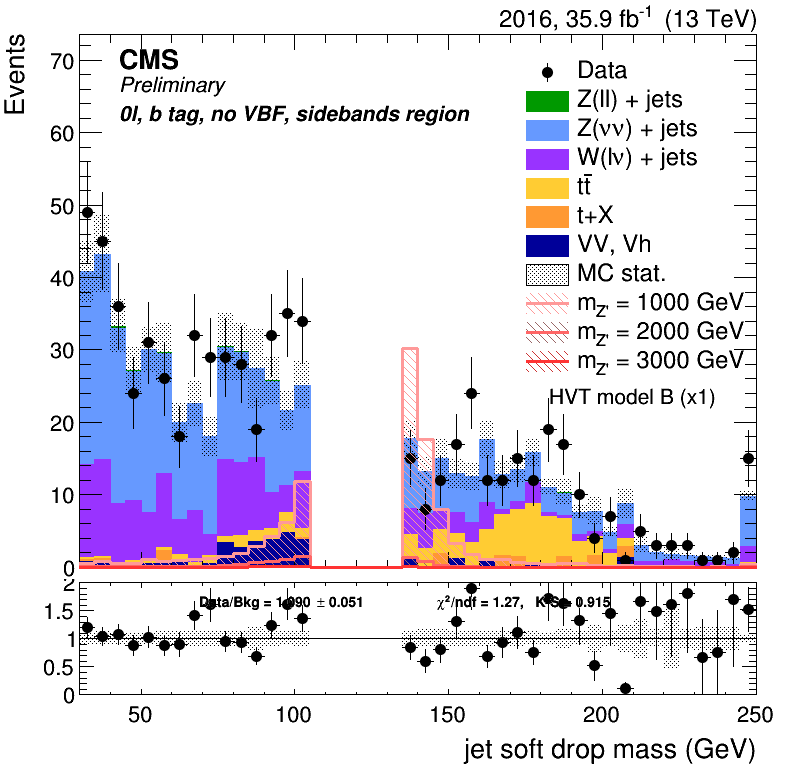 2016, 35.9 fb⁻¹ (13 TeV)
Events
CMS
Preliminary
0l, b tag, no VBF, sidebands region
Data
Z(ll) + jets
Z(νν) + jets
W(lν) + jets
tt̄
t+X
VV, Vh
MC stat.
m_Z' = 1000 GeV
m_Z' = 2000 GeV
m_Z' = 3000 GeV
HVT model B (x1)
70
60
50
40
30
20
10
0
Data/Bkg = 1.090 ± 0.051 χ²/ndf = 1.27, K-S = 0.915
2
1.5
1
0.5
0
50 100 150 200 250
jet soft drop mass (GeV)